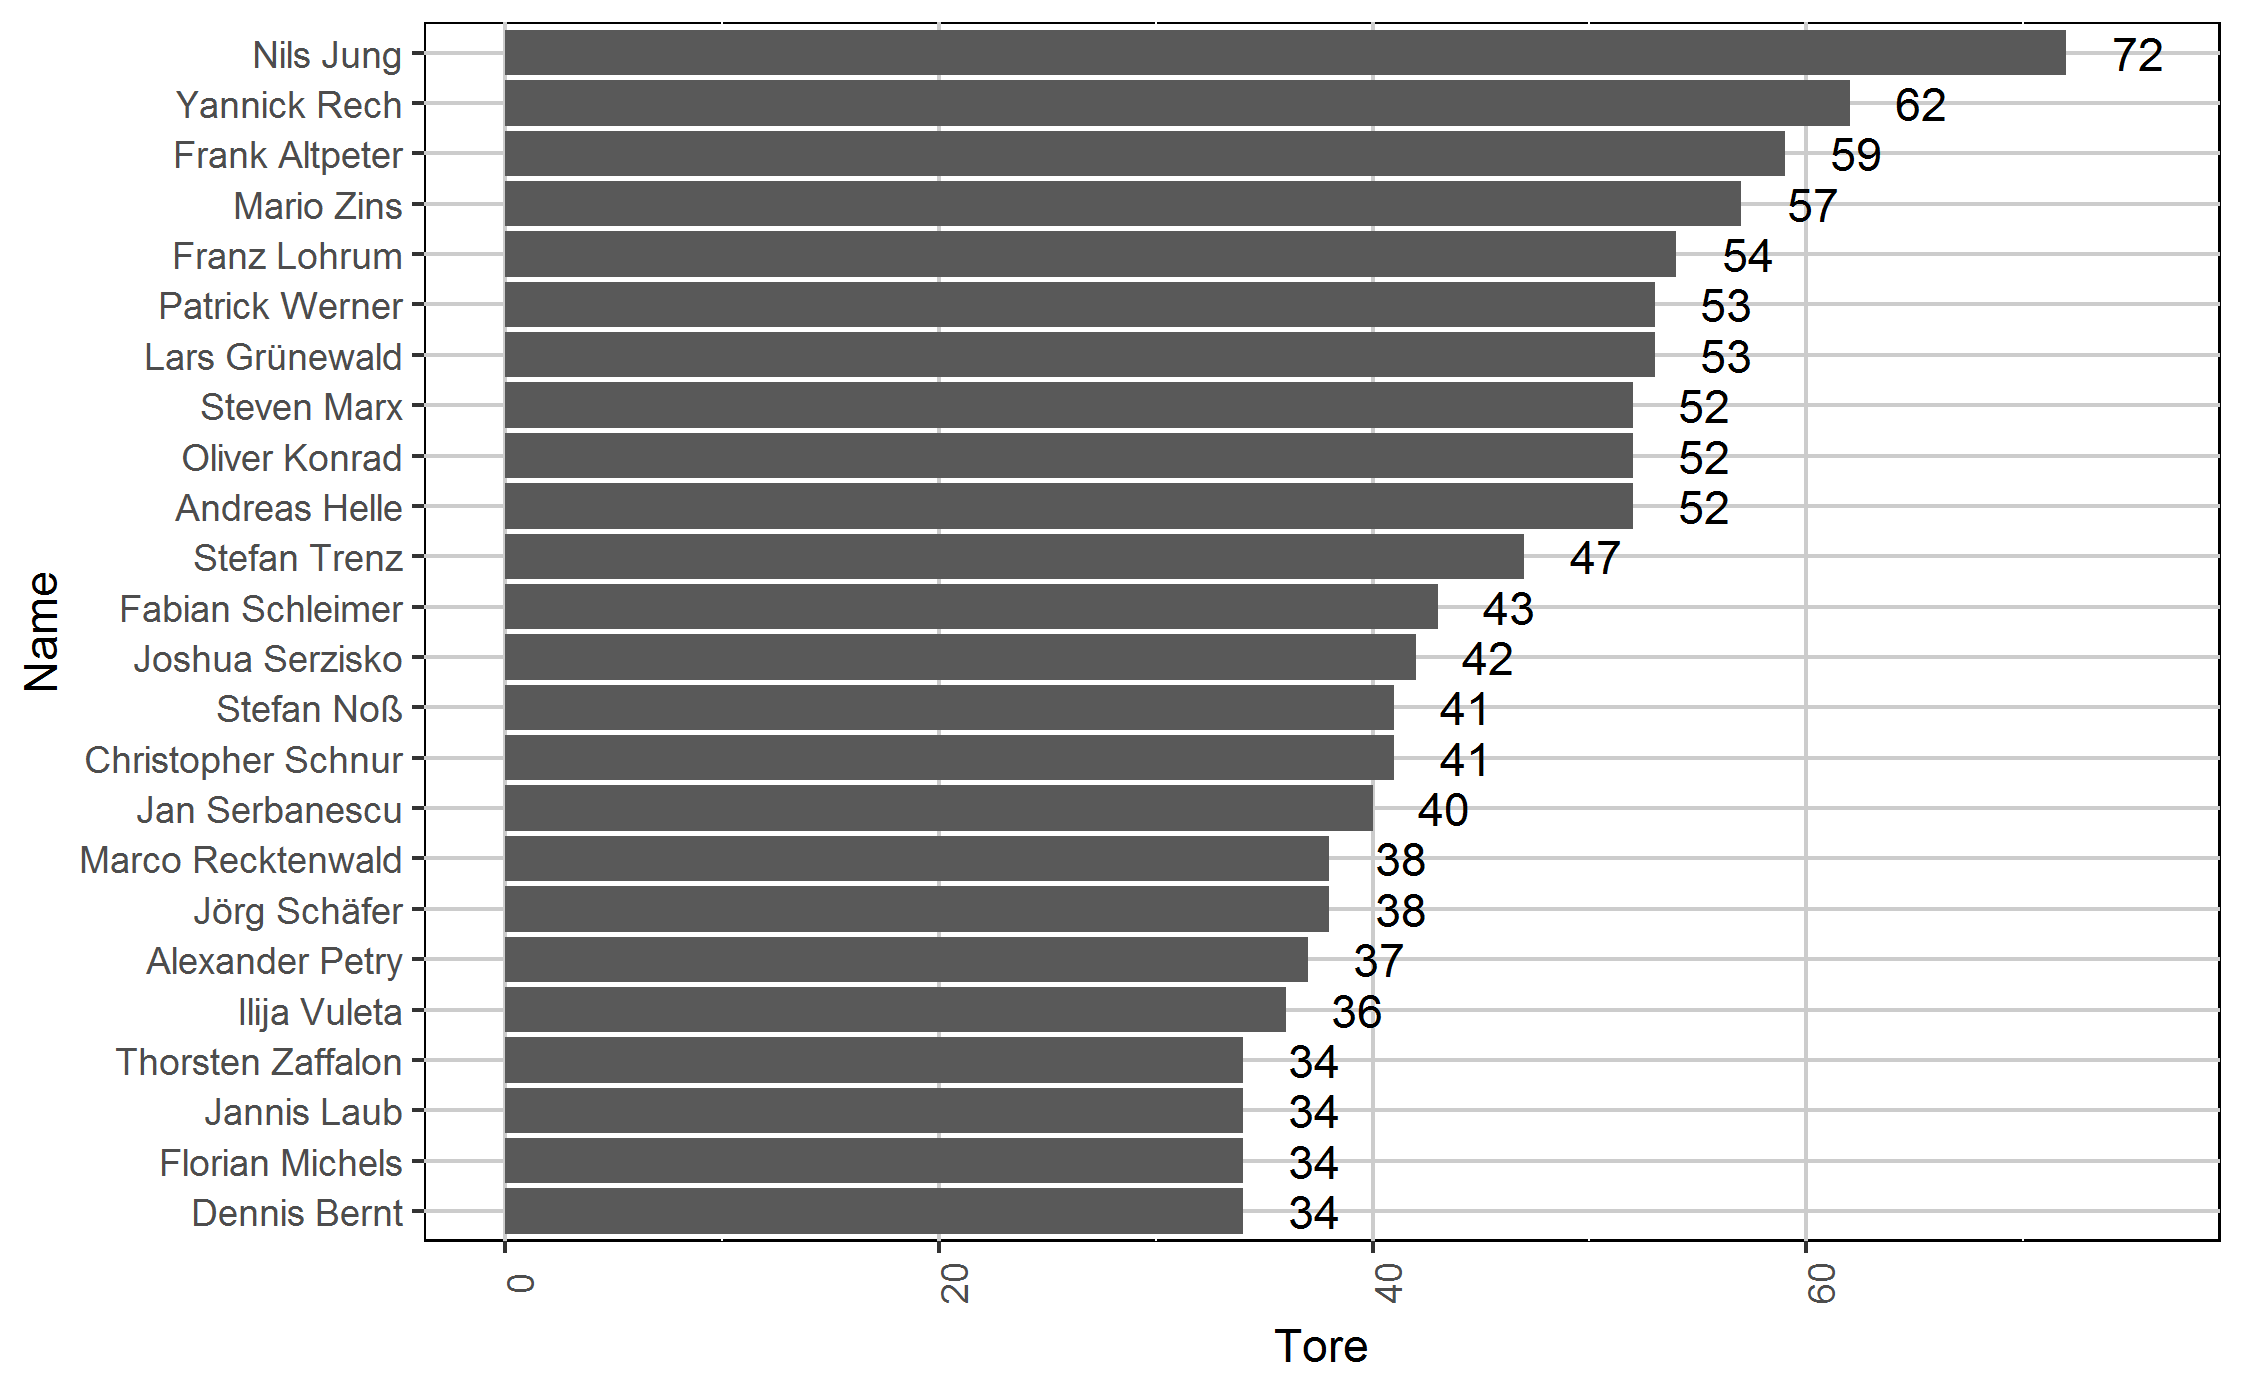 Nils Jung 72
Yannick Rech 62
Frank Altpeter 59
Mario Zins 57
Franz Lohrum 54
Patrick Werner 53
Lars Grünewald 53
Steven Marx 52
Oliver Konrad 52
Andreas Helle 52
Stefan Trenz 47
Fabian Schleimer 43
Joshua Serzisko 42
Stefan Noß 41
Christopher Schnur 41
Jan Serbanescu 40
Marco Recktenwald 38
Jörg Schäfer 38
Alexander Petry 37
Ilija Vuleta 36
Thorsten Zaffalon 34
Jannis Laub 34
Florian Michels 34
Dennis Bernt 34
Name
0 20 40 60
Tore